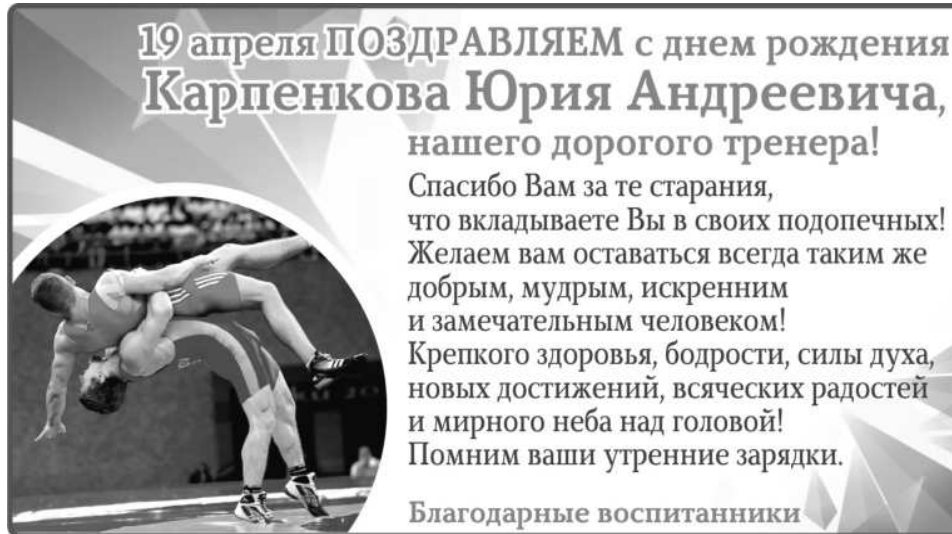 19 апреля ПОЗДРАВЛЯЕМ с днем рождения
Карпенкова Юрия Андреевича,
нашего дорогого тренера!
Спасибо Вам за те старания,
что вкладываете Вы в своих подопечных!
Желаем вам оставаться всегда таким же
добрым, мудрым, искренним
и замечательным человеком!
Крепкого здоровья, бодрости, силы духа,
новых достижений, всяческих радостей
и мирного неба над головой!
Помним ваши утренние зарядки.
Благодарные воспитанники